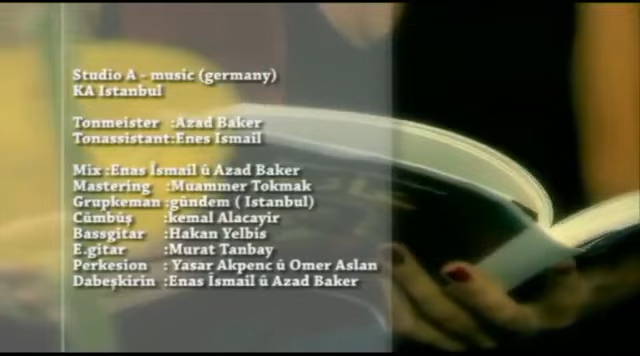 Studio A - music (germany)
KA Istanbul
Tonmeister :Azad Baker
Tonassistant:Enes Ismail
Mix :Enas İsmail û Azad Baker
Mastering :Muammer Tokmak
Grupkeman :gündem ( Istanbul)
Cümbüş :kemal Alacayir
Bassgitar :Hakan Yelbis
E.gitar :Murat Tanbay
Perkesion : Yasar Akpenc û Omer Aslan
Dabeşkirin :Enas İsmail û Azad Baker